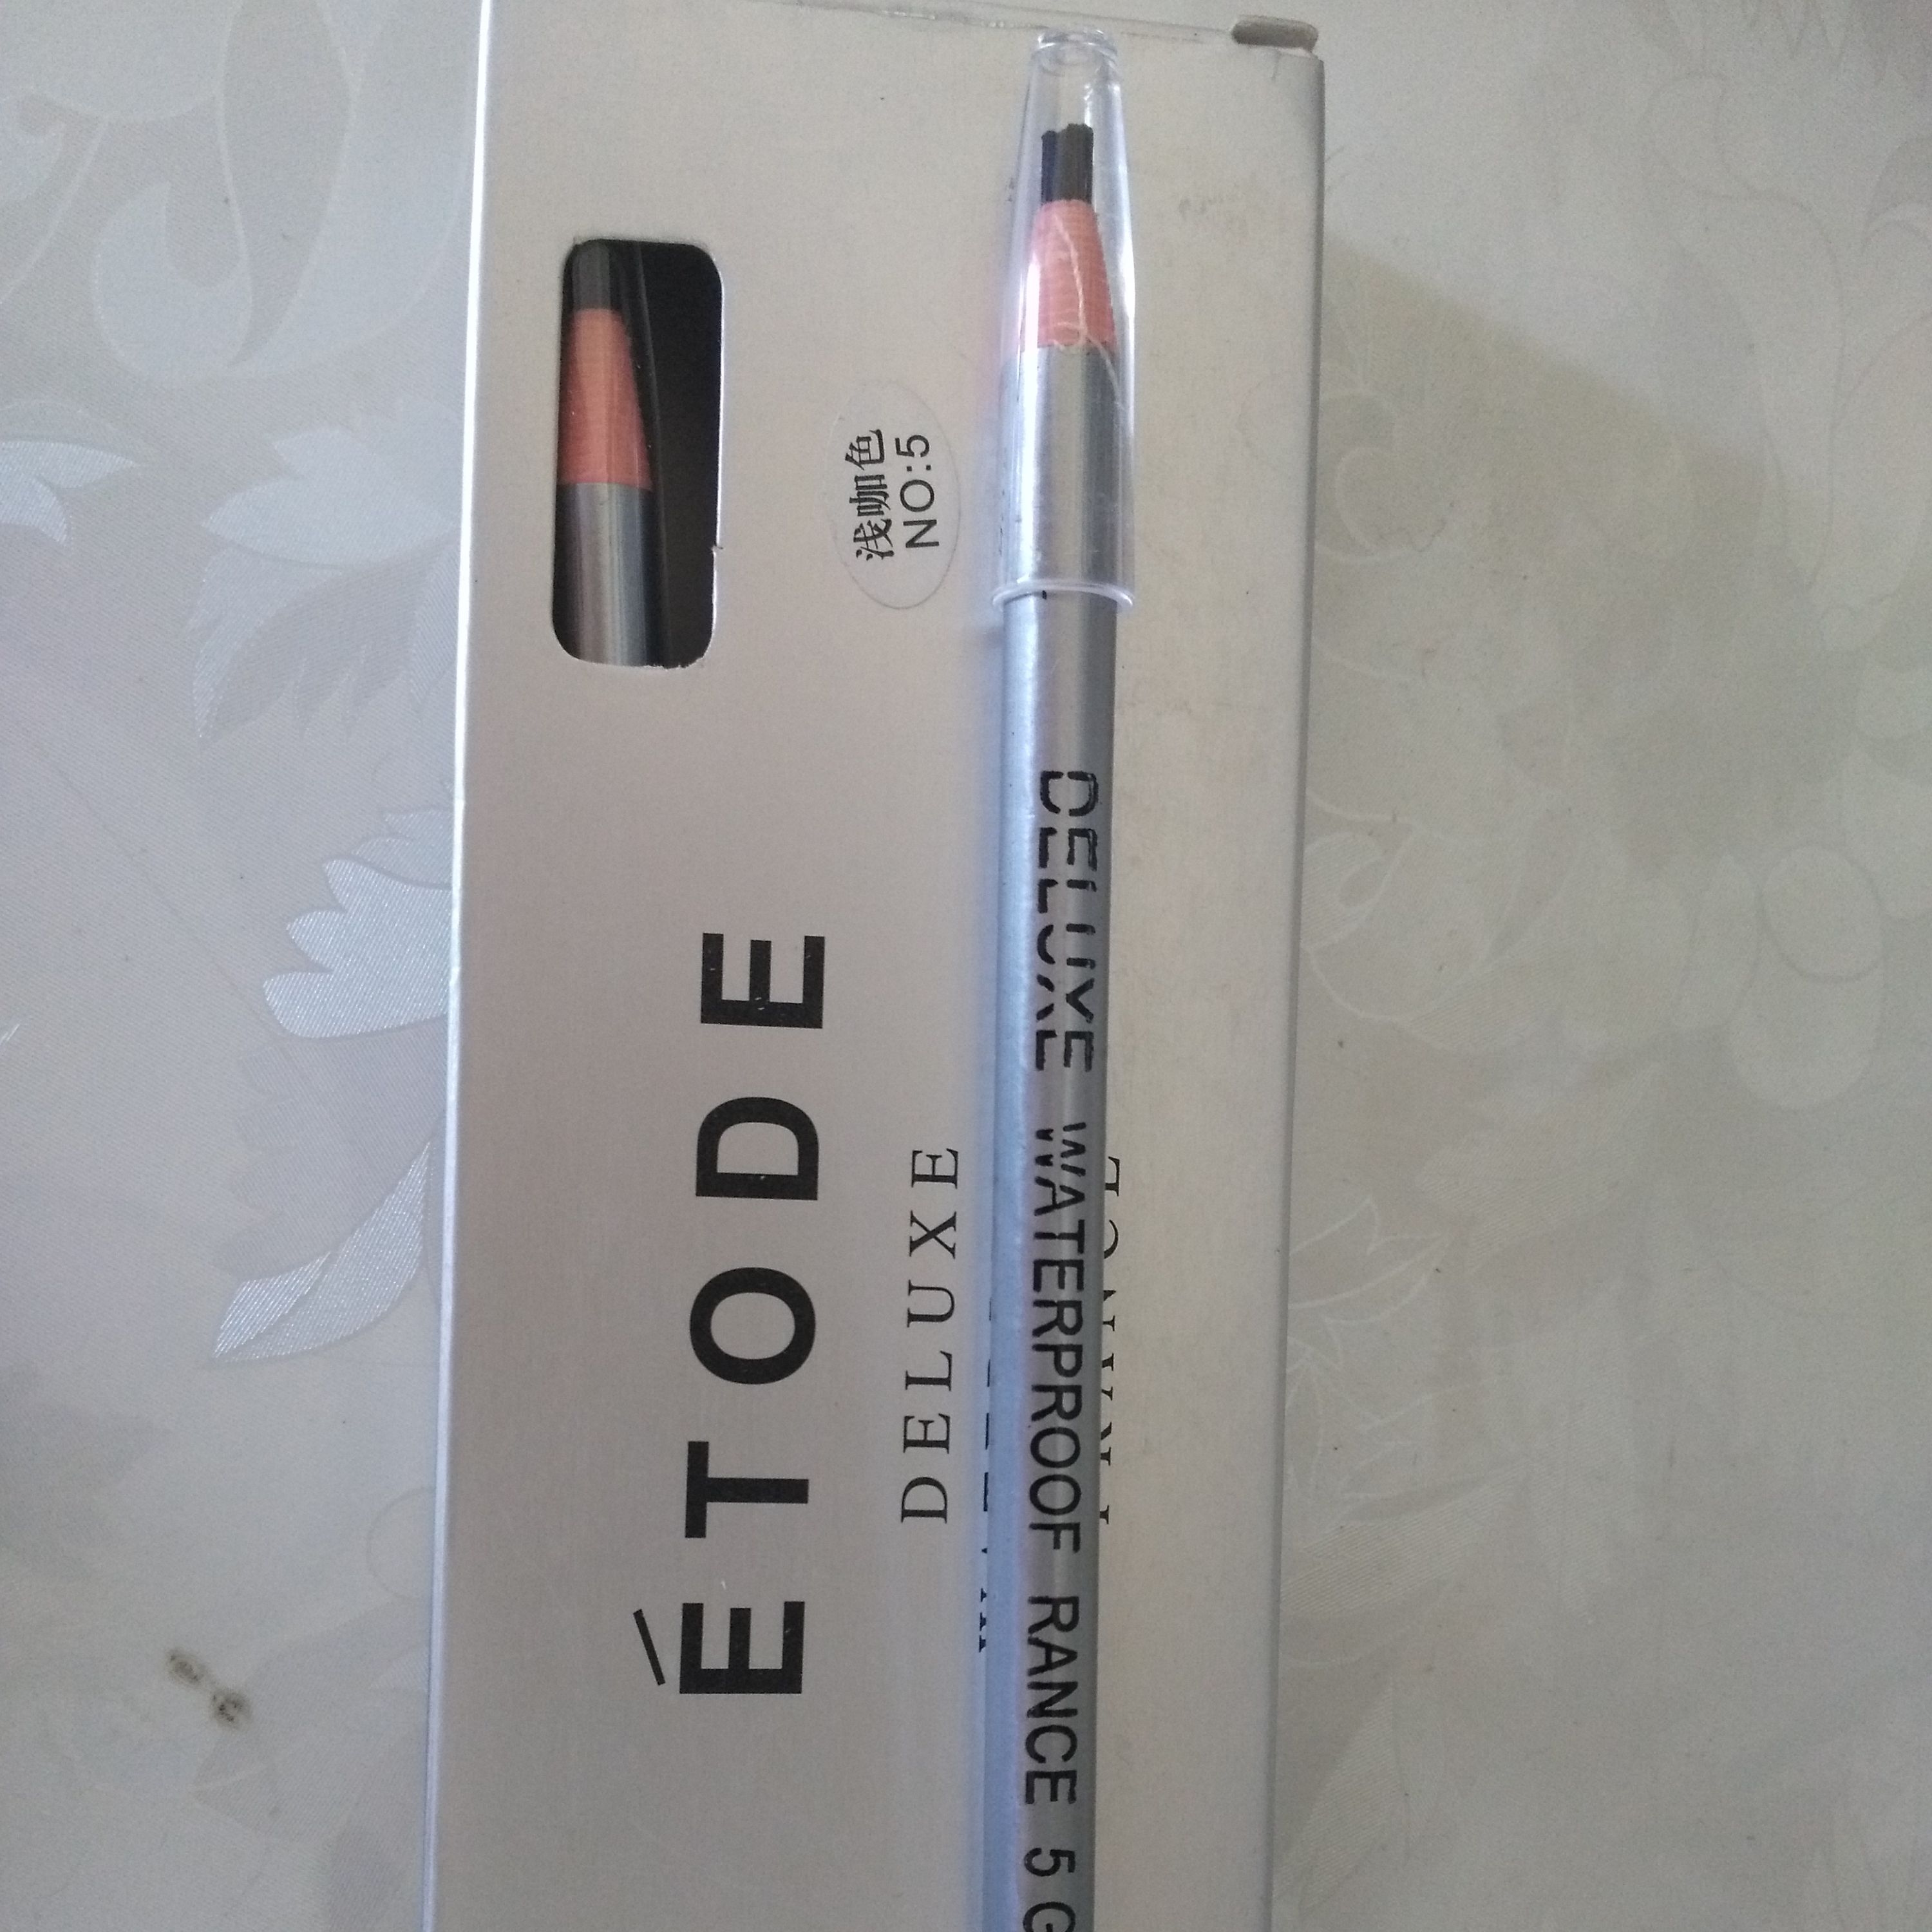 浅咖色
NO:5
ÉTODE
DELUXE
DELUXE WATERPROOF RANCE 5 G